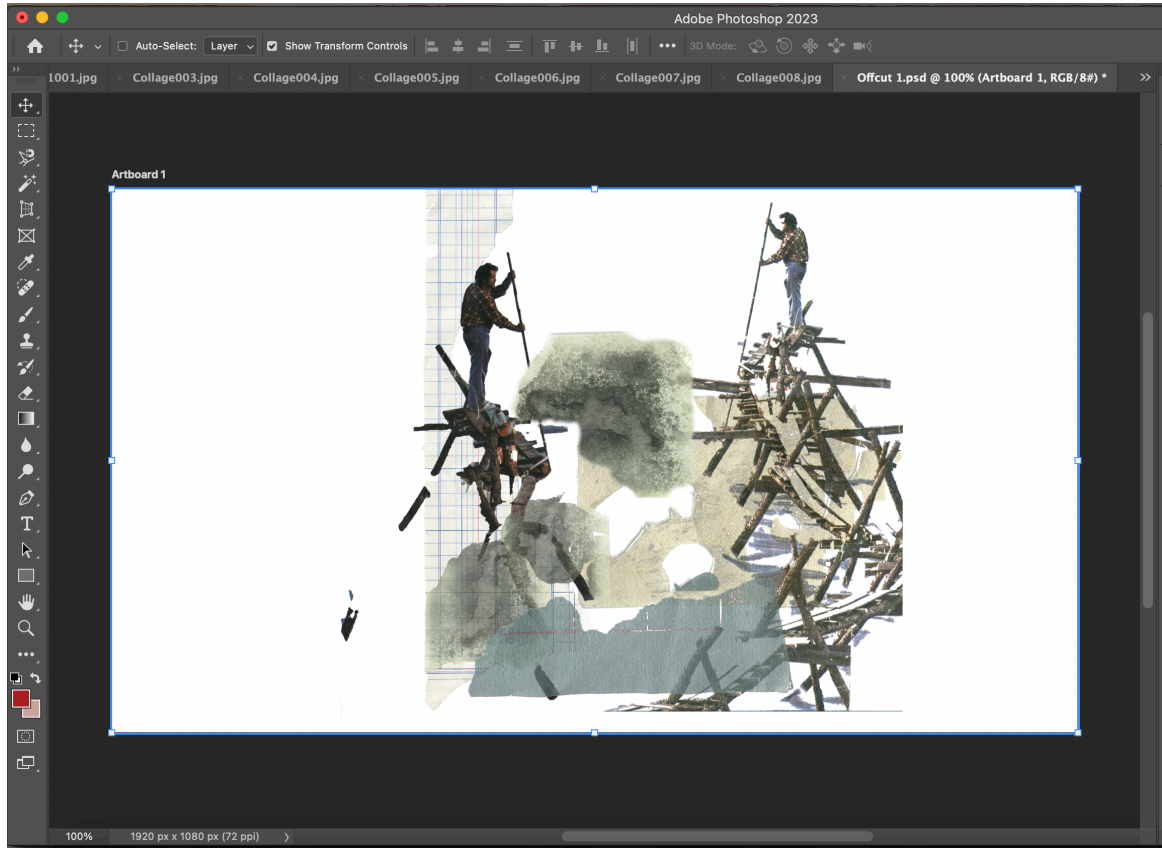 Adobe Photoshop 2023
Auto-Select: Layer Show Transform Controls 3D Mode:
1001.jpg Collage003.jpg Collage004.jpg Collage005.jpg Collage006.jpg Collage007.jpg Collage008.jpg Offcut 1.psd @ 100% (Artboard 1, RGB/8#) *
Artboard 1
100% 1920 px x 1080 px (72 ppi)